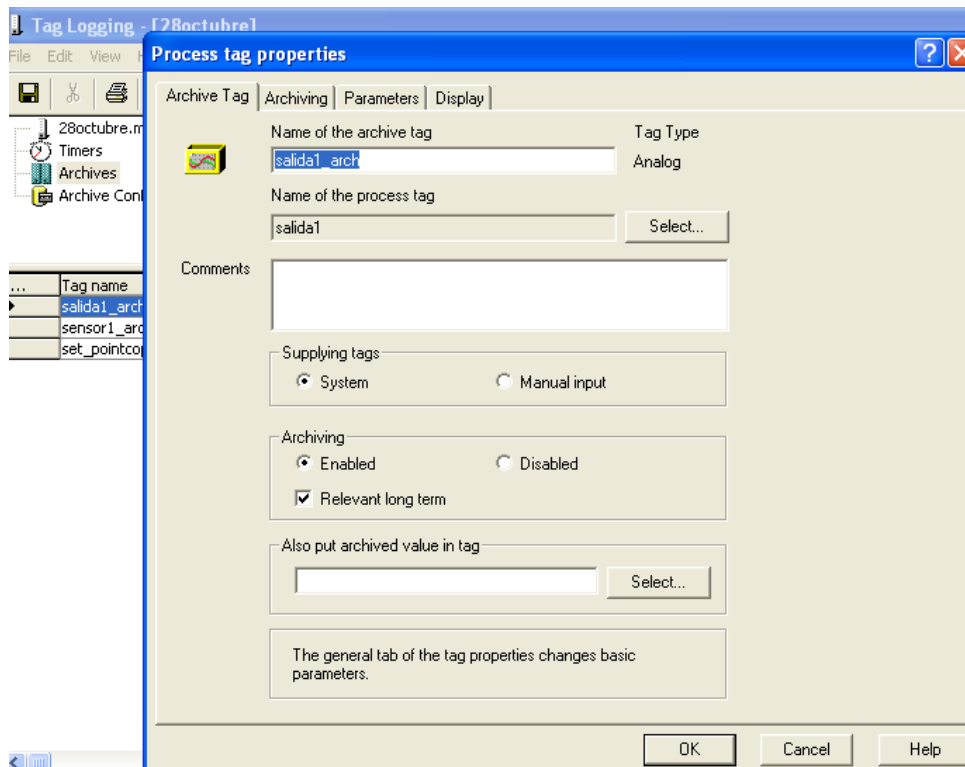 Tag Logging - [28octubre]
File Edit View
Process tag properties
Archive Tag Archiving Parameters Display
28octubre.m
Timers
Archives
Archive Con
Name of the archive tag
Tag Type
salida1_arch
Analog
Name of the process tag
salida1
Select...
Comments
... Tag name
salida1_arch
sensor1_arc
set_pointcop
Supplying tags
System
Manual input
Archiving
Enabled
Disabled
Relevant long term
Also put archived value in tag
Select...
The general tab of the tag properties changes basic
parameters.
OK Cancel Help